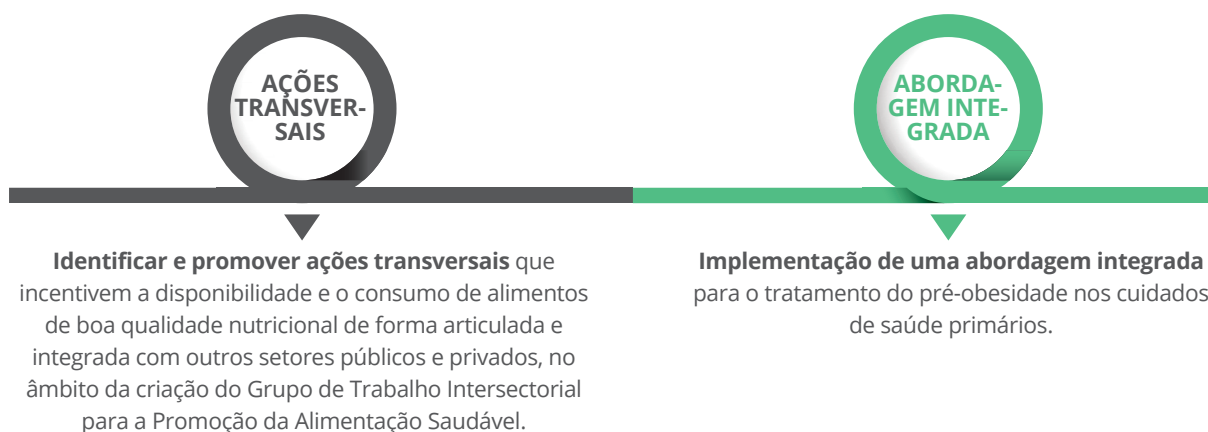 AÇÕES
TRANSVER-
SAIS
Identificar e promover ações transversais que
incentivem a disponibilidade e o consumo de alimentos
de boa qualidade nutricional de forma articulada e
integrada com outros setores públicos e privados, no
âmbito da criação do Grupo de Trabalho Intersectorial
para a Promoção da Alimentação Saudável.
ABORDA-
GEM INTE-
GRADA
Implementação de uma abordagem integrada
para o tratamento do pré-obesidade nos cuidados
de saúde primários.